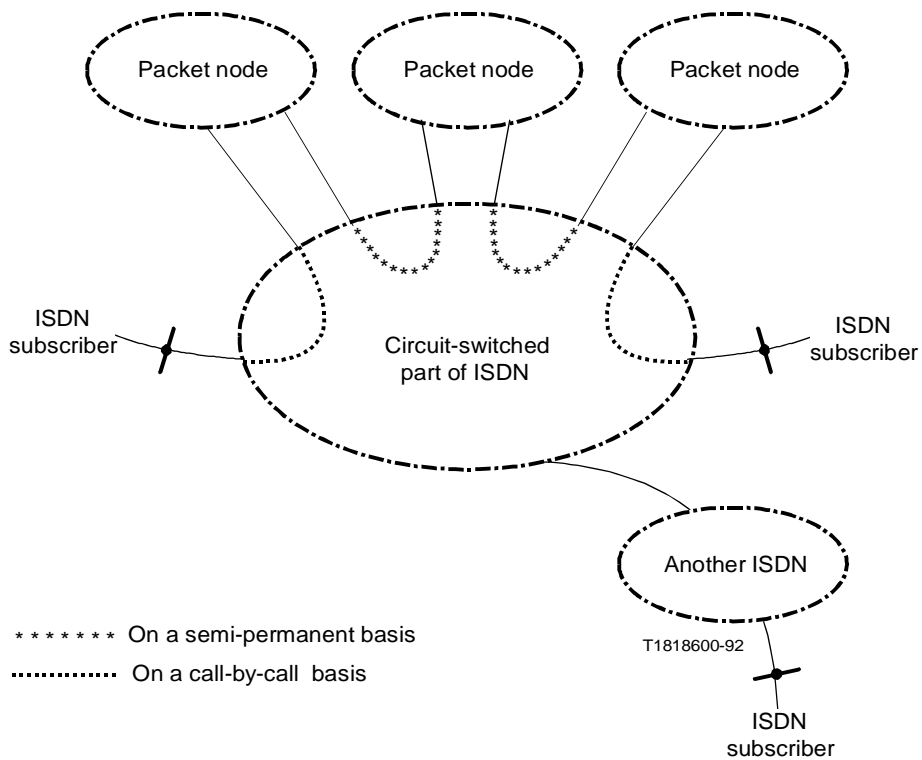 Packet node
Packet node
Packet node
ISDN
subscriber
Circuit-switched
part of ISDN
ISDN
subscriber
Another ISDN
* * * * * * * On a semi-permanent basis
On a call-by-call basis
T1818600-92
ISDN
subscriber